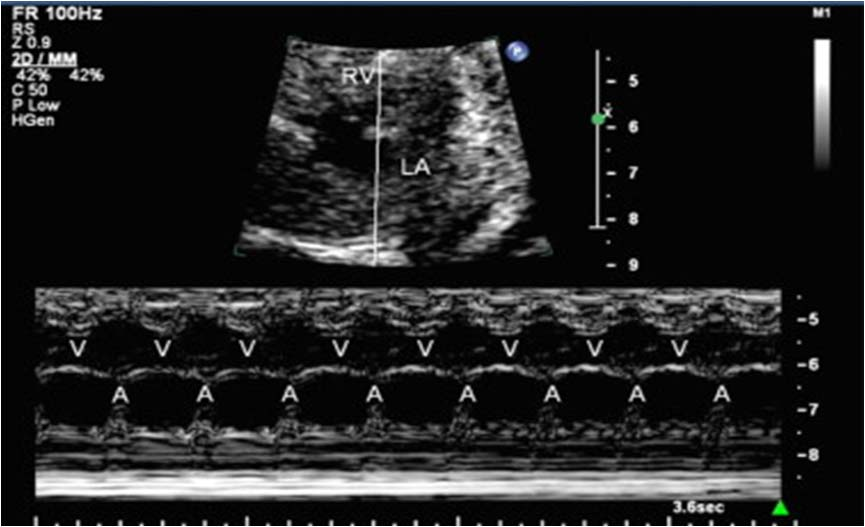 FR 100Hz
RS
Z 0.9
2D / MM
42% 42%
C 50
P Low
HGen
M1
P
RV
LA
X
5
6
7
8
9
V V V V V V V V
A A A A A A A A
5
6
7
8
3.6sec